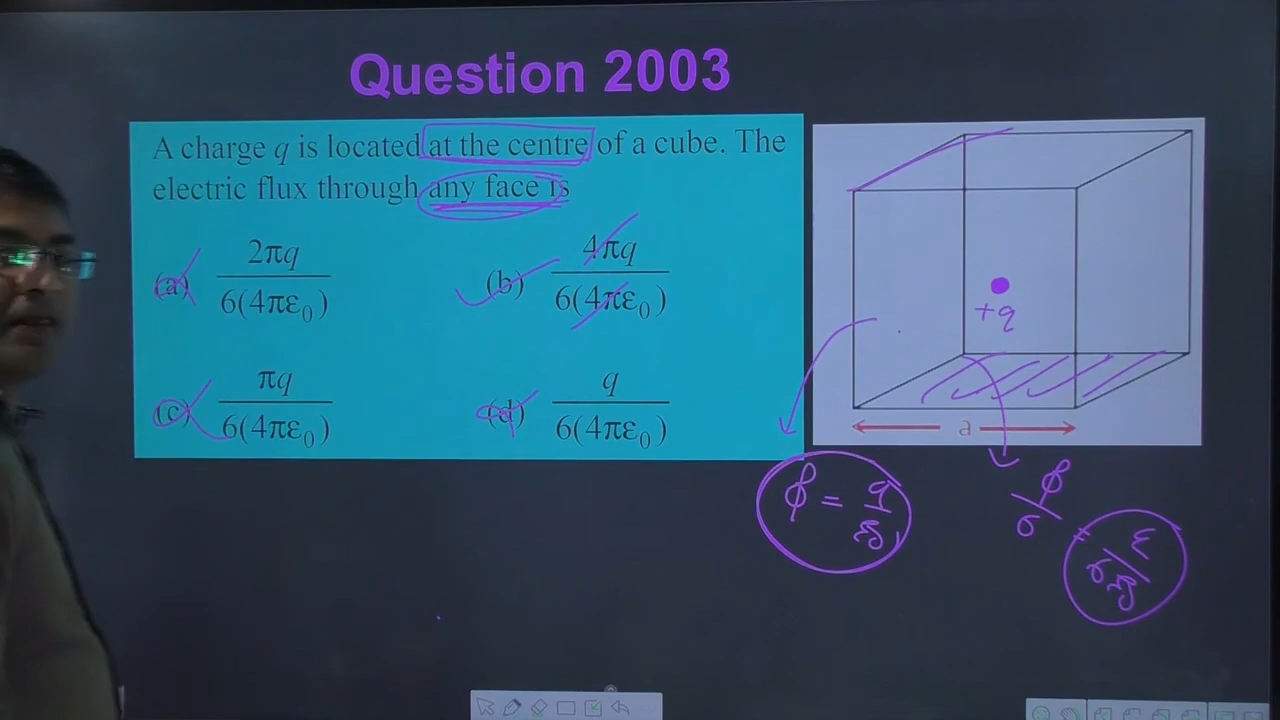 Question 2003
A charge q is located at the centre of a cube. The
electric flux through any face is
(a) 2πq / 6(4πε₀)
(b) 4πq / 6(4πε₀)
(c) πq / 6(4πε₀)
(d) q / 6(4πε₀)
+q
a
ϕ = q / ε₀
ϕ / 6 =